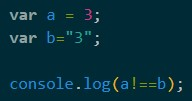 var a = 3;
var b="3";
console.log(a!==b);